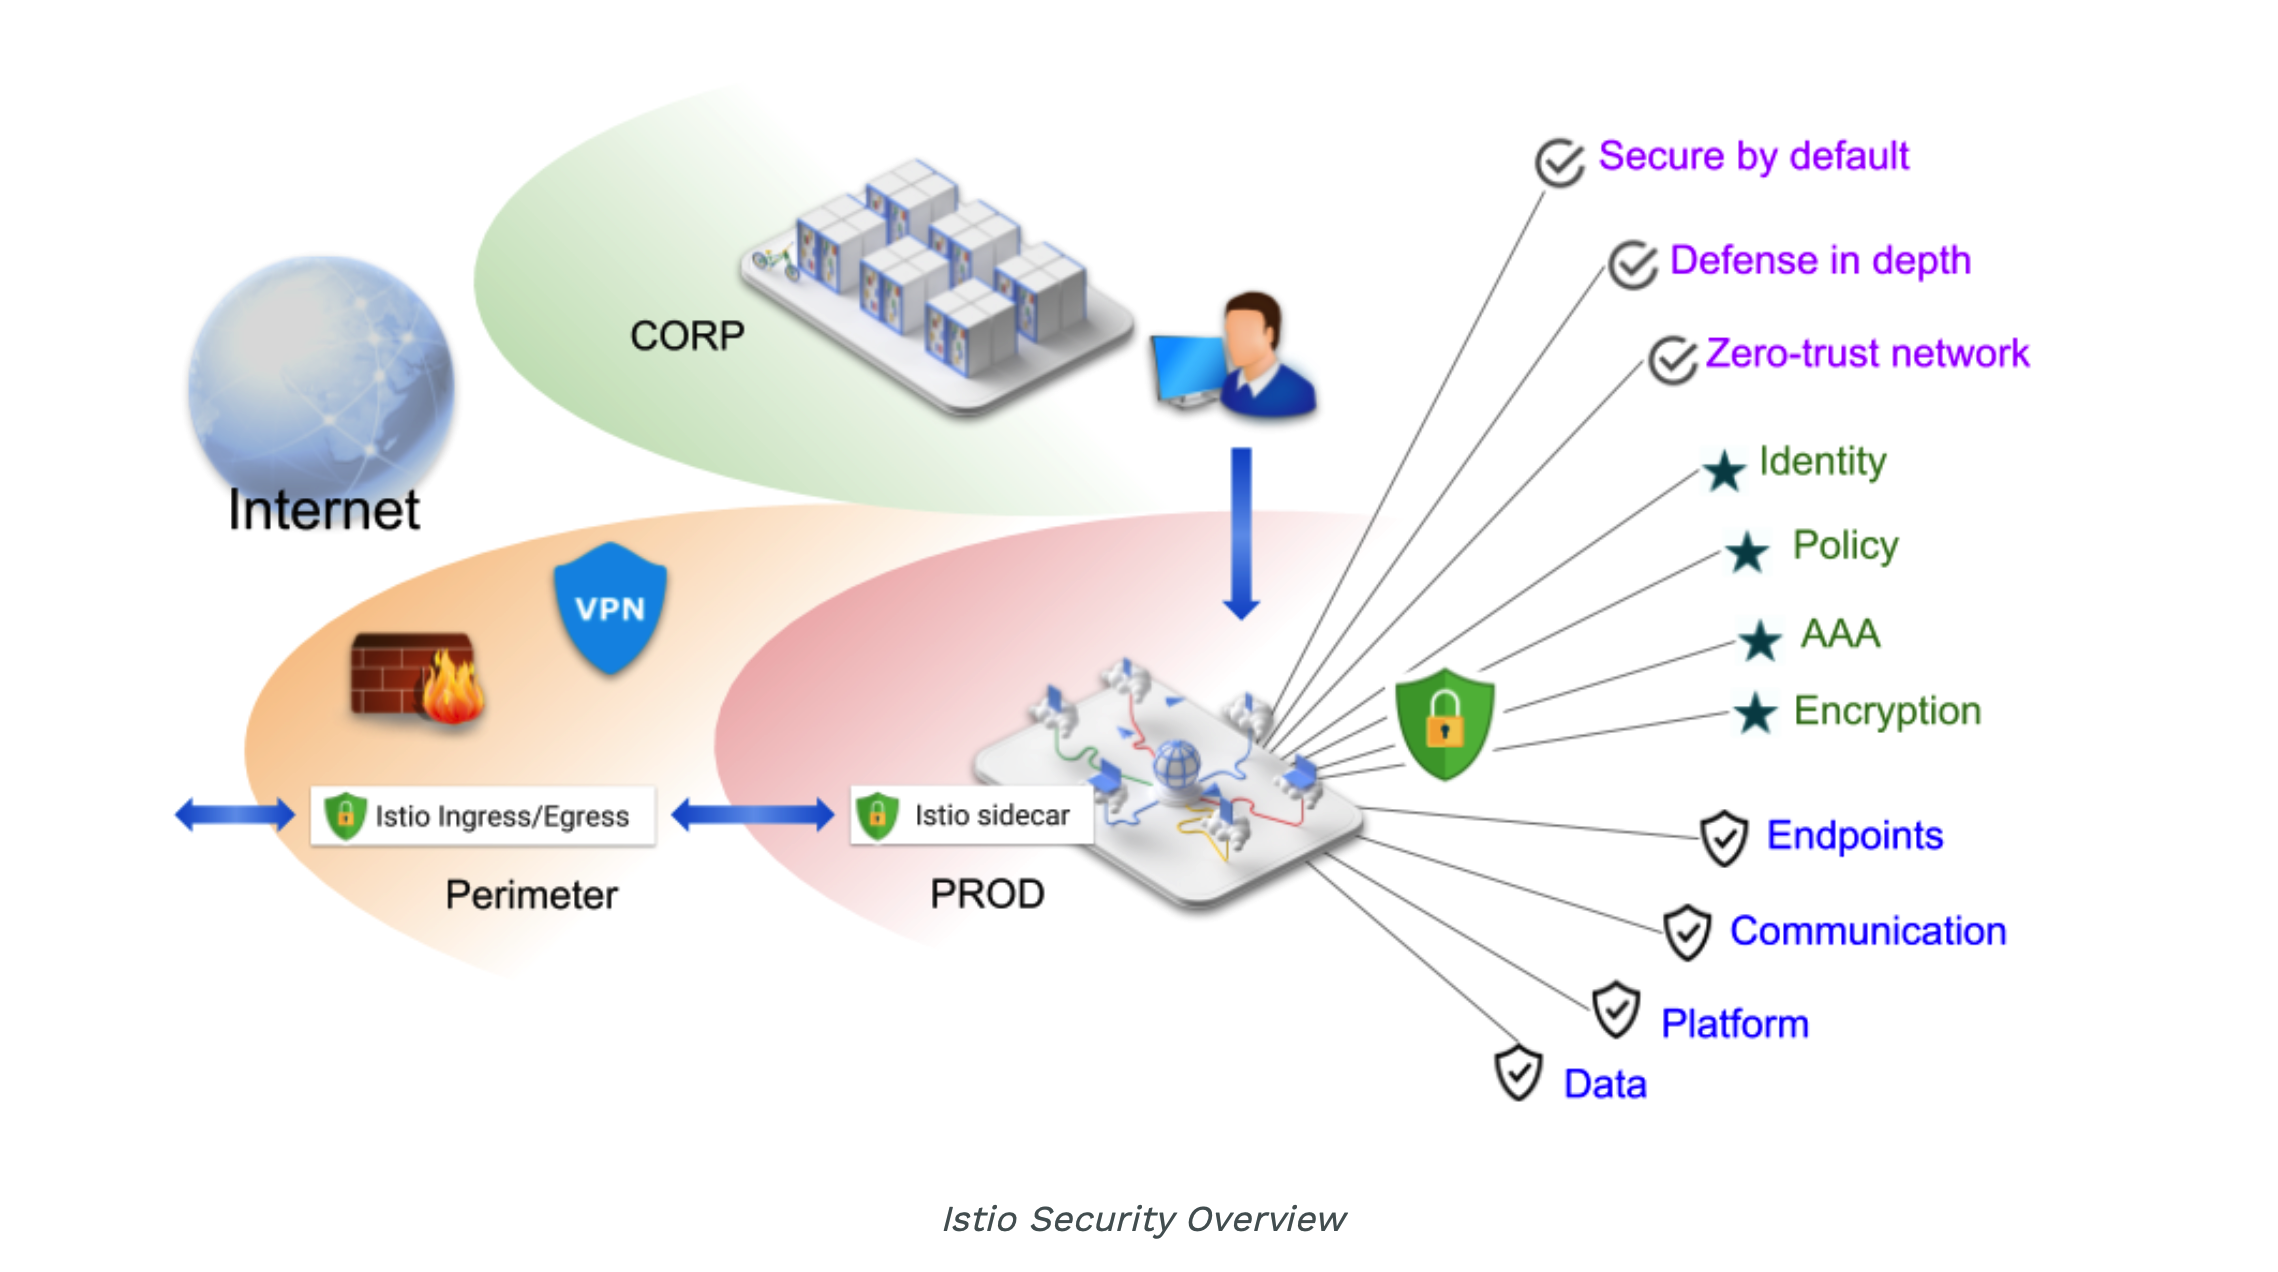 Secure by default
Defense in depth
Zero-trust network
CORP
Internet
Identity
Policy
VPN
AAA
Encryption
Istio Ingress/Egress
Istio sidecar
Perimeter
PROD
Endpoints
Communication
Platform
Data
Istio Security Overview